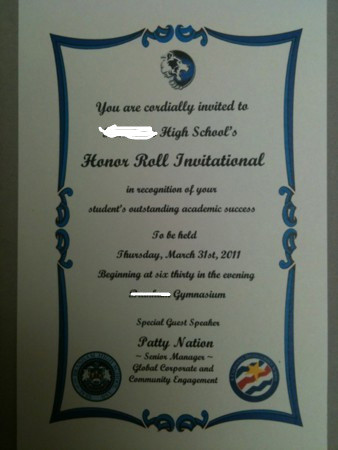 You are cordially invited to
High School's
Honor Roll Invitational
in recognition of your
student's outstanding academic success
To be held
Thursday, March 31st, 2011
Beginning at six thirty in the evening
Gymnasium
Special Guest Speaker
Patty Nation
~ Senior Manager ~
Global Corporate and
Community Engagement